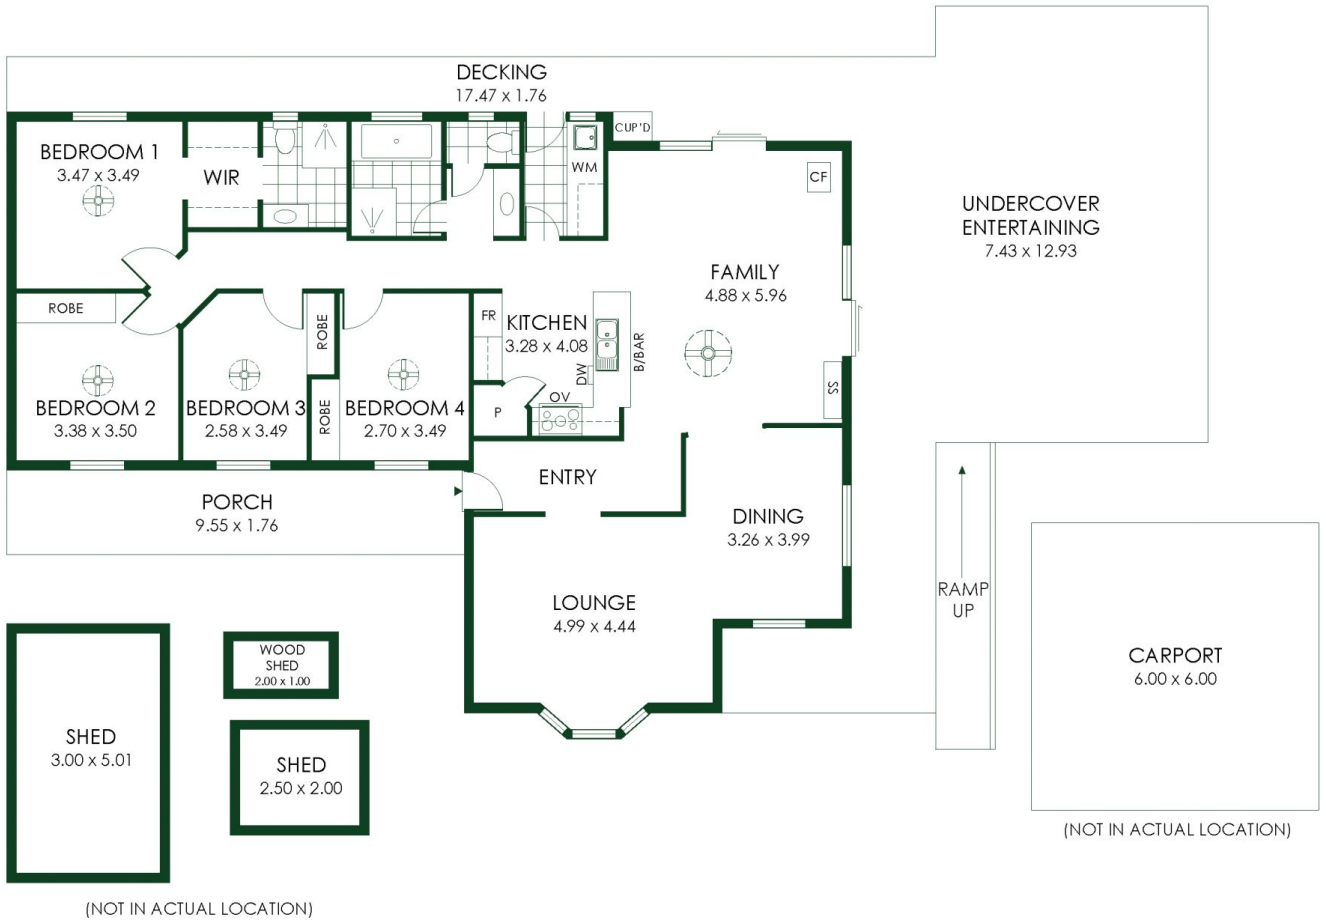 DECKING
17.47 x 1.76
CUP'D
BEDROOM 1
3.47 x 3.49
WIR
WM
CF
UNDERCOVER
ENTERTAINING
7.43 x 12.93
FAMILY
4.88 x 5.96
ROBE
ROBE
FR
KITCHEN
3.28 x 4.08
B/BAR
DW
SS
BEDROOM 2
3.38 x 3.50
BEDROOM 3
2.58 x 3.49
ROBE
BEDROOM 4
2.70 x 3.49
P
OV
ENTRY
PORCH
9.55 x 1.76
DINING
3.26 x 3.99
LOUNGE
4.99 x 4.44
RAMP
UP
WOOD
SHED
2.00 x 1.00
CARPORT
6.00 x 6.00
SHED
3.00 x 5.01
SHED
2.50 x 2.00
(NOT IN ACTUAL LOCATION)
(NOT IN ACTUAL LOCATION)